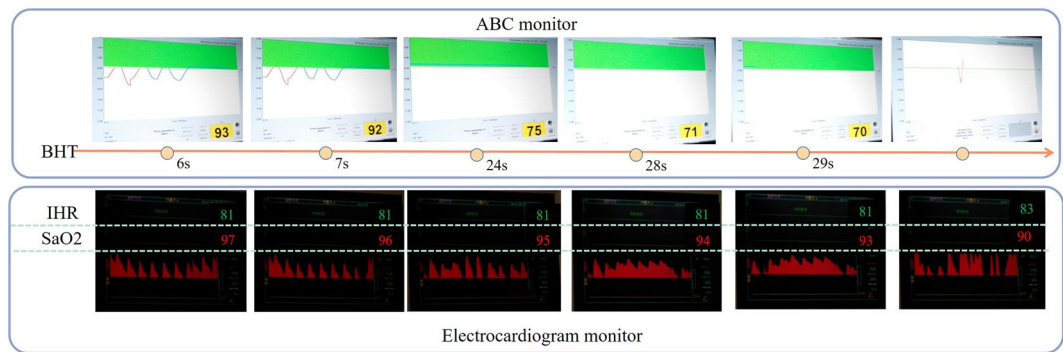 ABC monitor
93 92 75 71 70
BHT 6s 7s 24s 28s 29s
IHR 81 81 81 81 81 83
SaO2 97 96 95 94 93 90
Electrocardiogram monitor